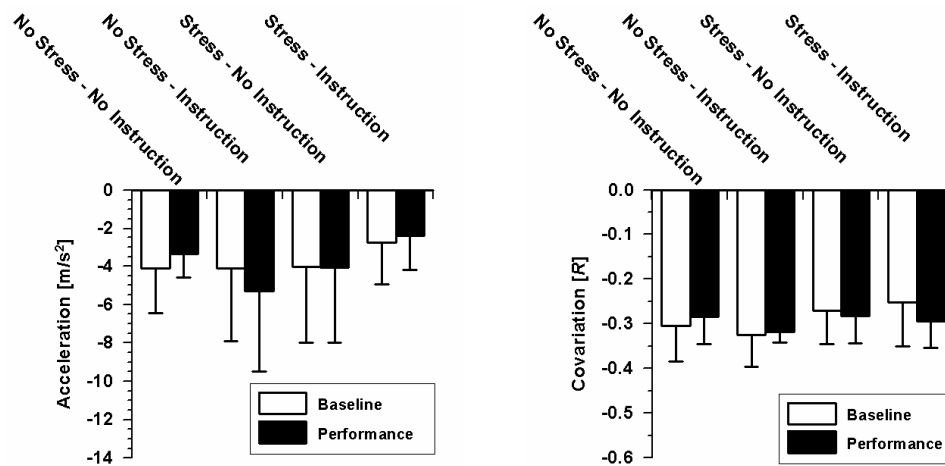 No Stress - No Instruction
No Stress - Instruction
Stress - No Instruction
Stress - Instruction
Acceleration [m/s²]
0
-2
-4
-6
-8
-10
-12
-14
Baseline
Performance
No Stress - No Instruction
No Stress - Instruction
Stress - No Instruction
Stress - Instruction
Covariation [R]
0.0
-0.1
-0.2
-0.3
-0.4
-0.5
-0.6
Baseline
Performance